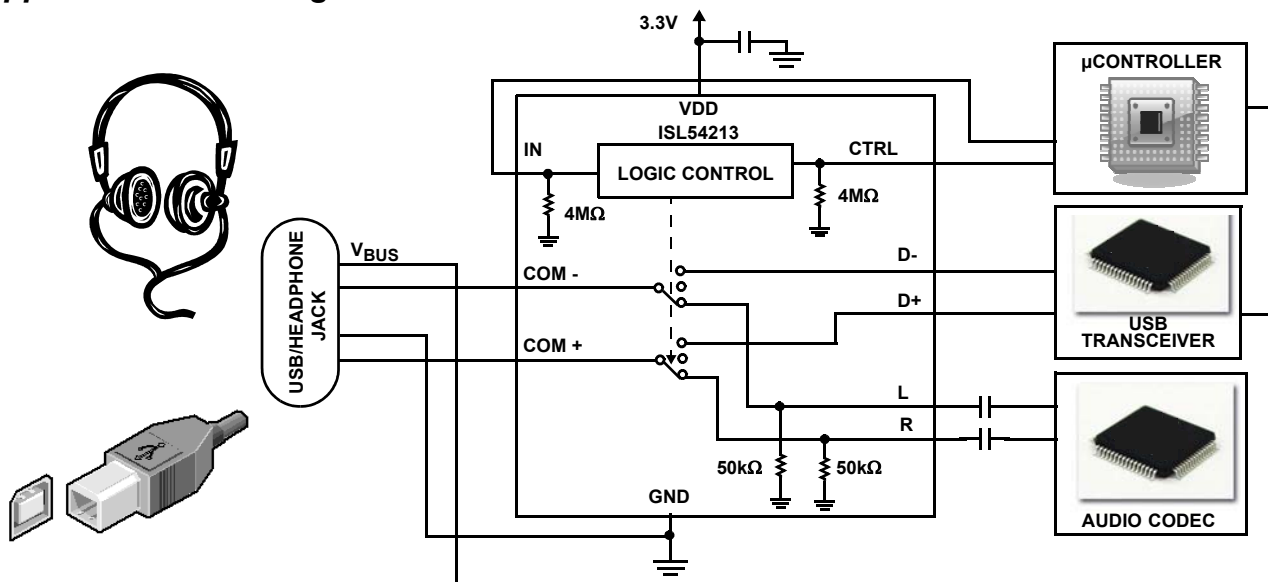 3.3V
µCONTROLLER
VDD
ISL54213
IN
LOGIC CONTROL
CTRL
4MΩ
4MΩ
VBUS
USB/HEADPHONE
JACK
COM -
COM +
D-
D+
USB
TRANSCEIVER
L
R
50kΩ
50kΩ
GND
AUDIO CODEC